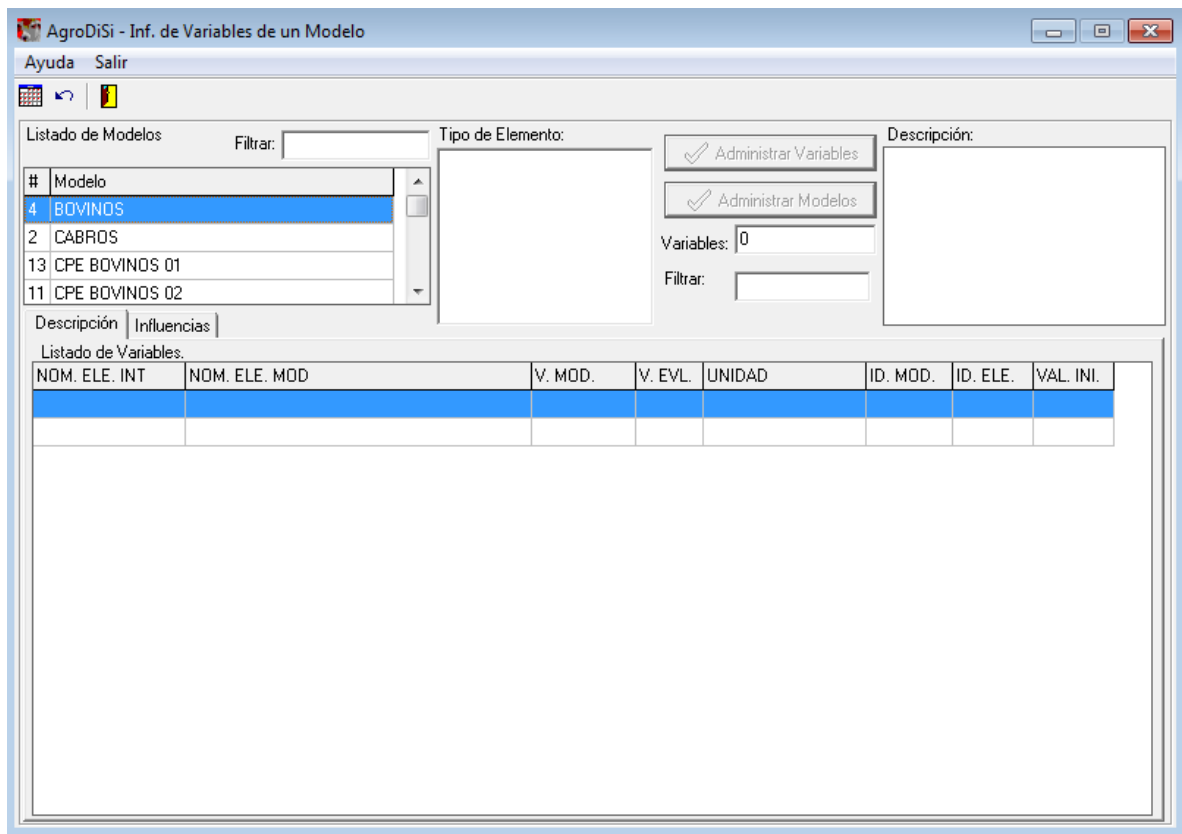 AgroDiSi - Inf. de Variables de un Modelo
Ayuda Salir
Listado de Modelos Filtrar:
Tipo de Elemento:
Administrar Variables
Descripción:
# Modelo
4 BOVINOS
2 CABROS
13 CPE BOVINOS 01
11 CPE BOVINOS 02
Administrar Modelos
Variables: 0
Filtrar:
Descripción Influencias
Listado de Variables.
NOM. ELE. INT NOM. ELE. MOD V. MOD. V. EVL. UNIDAD ID. MOD. ID. ELE. VAL. INI.